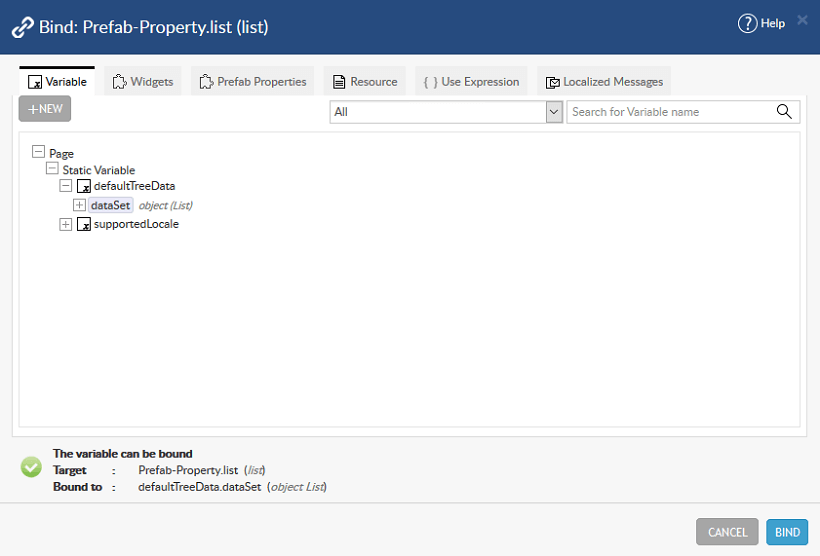 Bind: Prefab-Property.list (list)
? Help ×
Variable Widgets Prefab Properties Resource { } Use Expression Localized Messages
+NEW All Search for Variable name
Page
Static Variable
defaultTreeData
dataSet object (List)
supportedLocale
The variable can be bound
Target : Prefab-Property.list (list)
Bound to : defaultTreeData.dataSet (object List)
CANCEL BIND